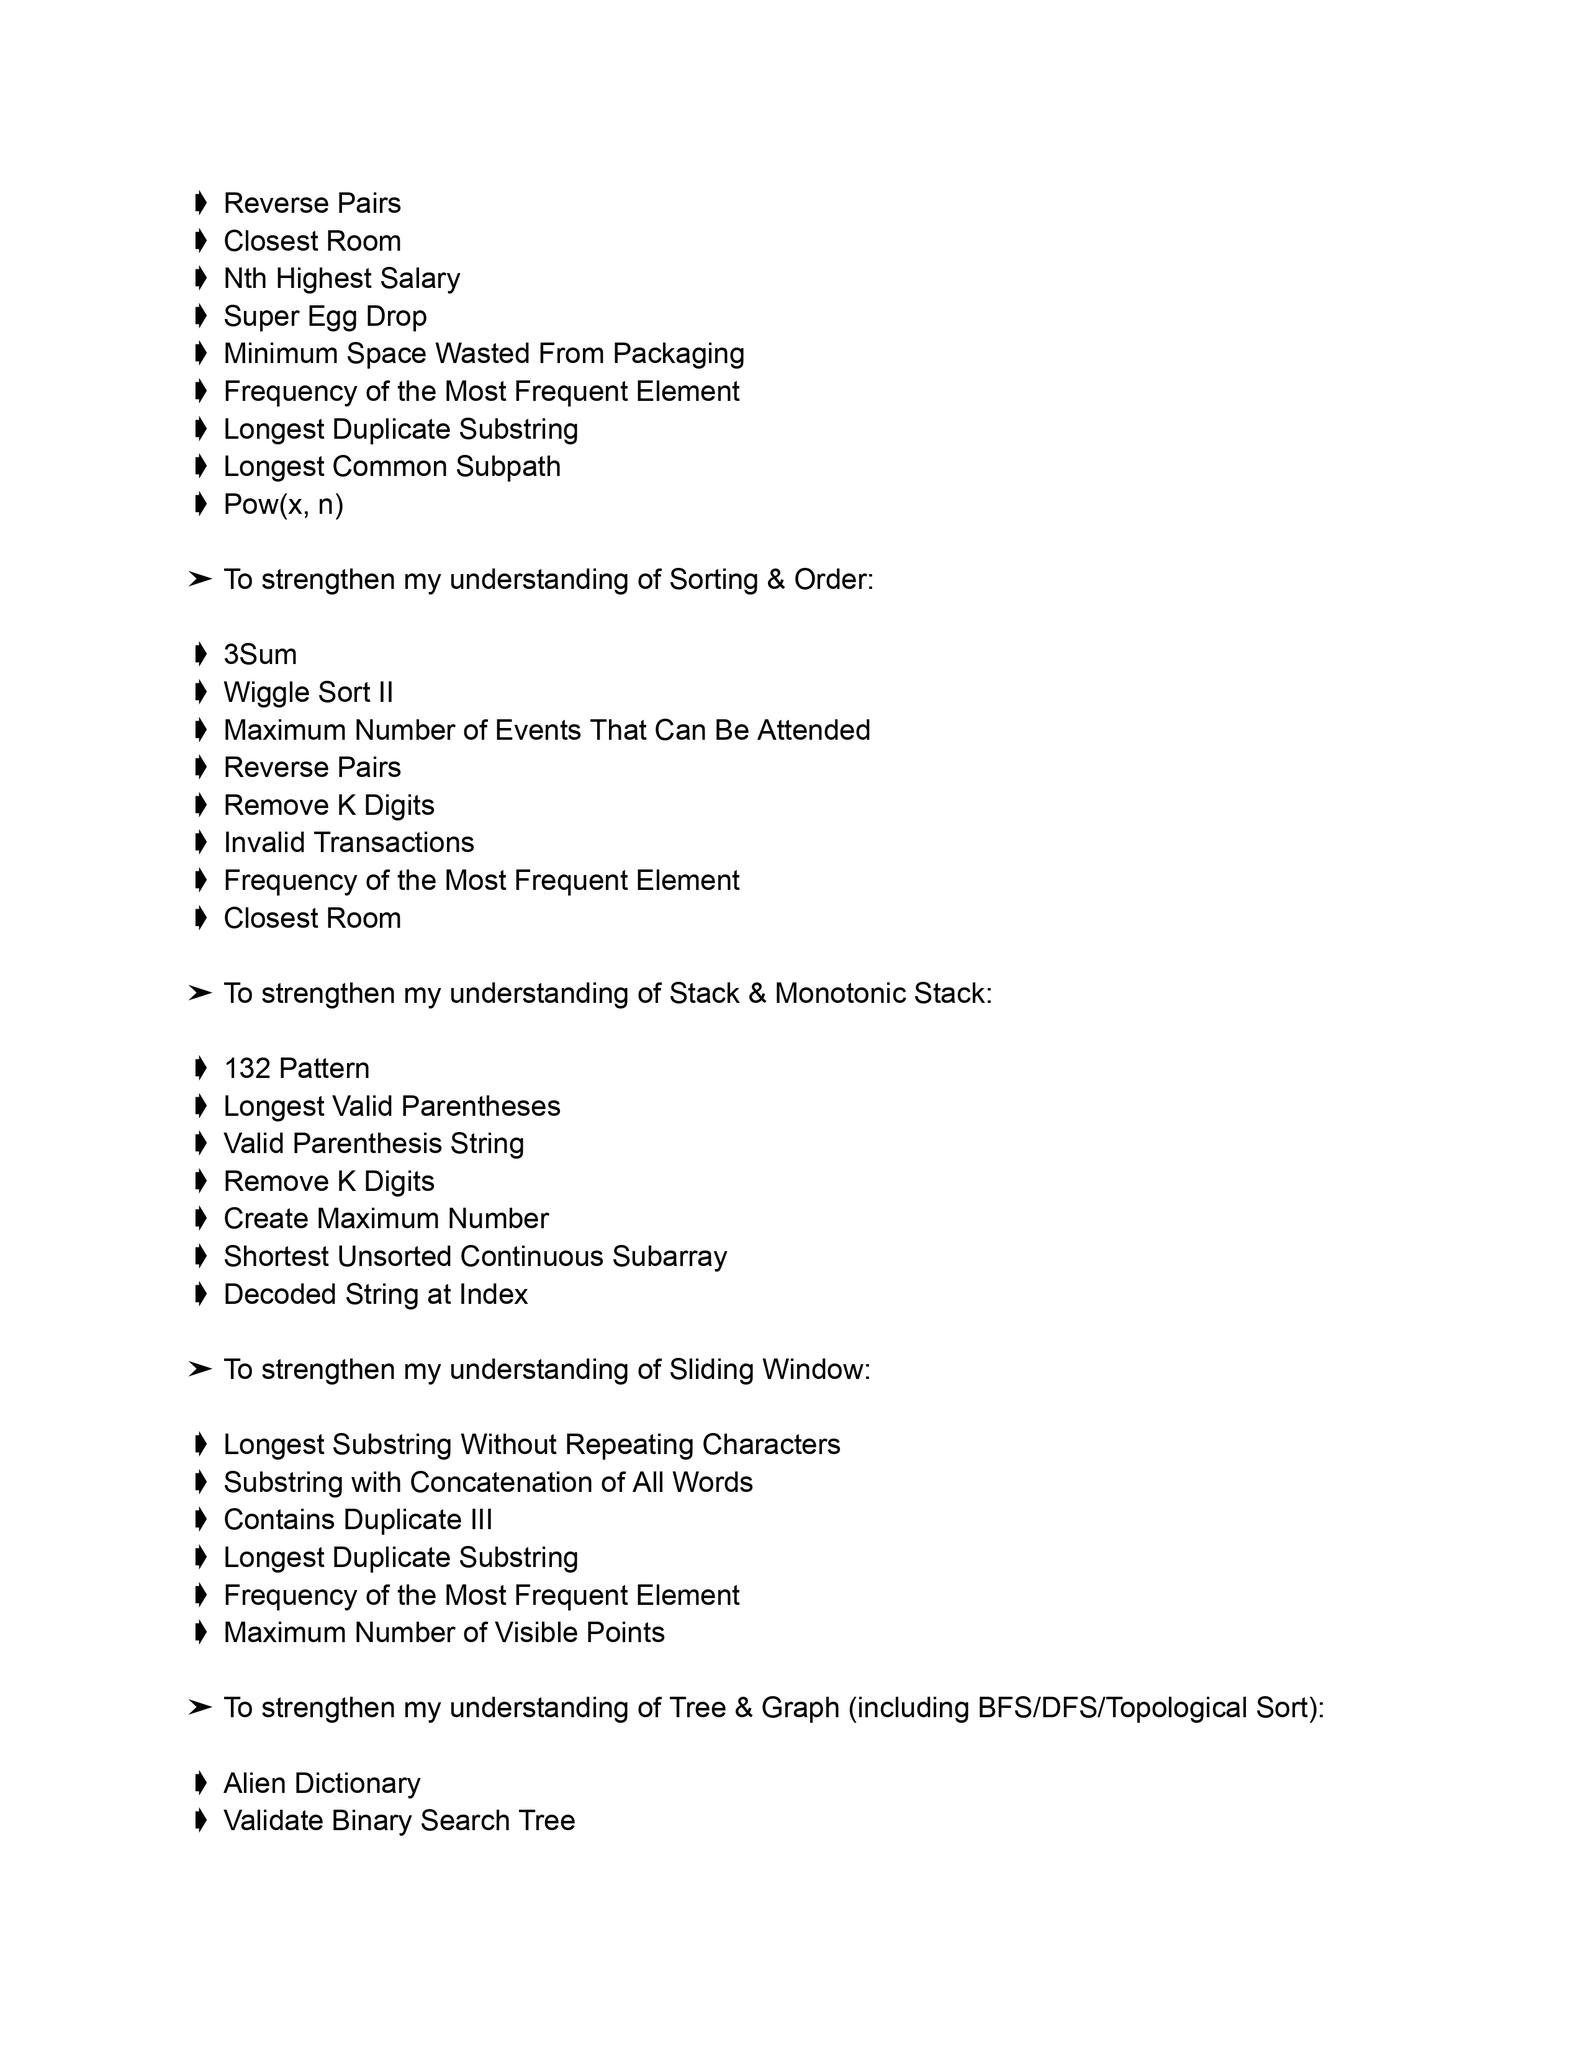 Reverse Pairs
Closest Room
Nth Highest Salary
Super Egg Drop
Minimum Space Wasted From Packaging
Frequency of the Most Frequent Element
Longest Duplicate Substring
Longest Common Subpath
Pow(x, n)
➢ To strengthen my understanding of Sorting & Order:
3Sum
Wiggle Sort II
Maximum Number of Events That Can Be Attended
Reverse Pairs
Remove K Digits
Invalid Transactions
Frequency of the Most Frequent Element
Closest Room
➢ To strengthen my understanding of Stack & Monotonic Stack:
132 Pattern
Longest Valid Parentheses
Valid Parenthesis String
Remove K Digits
Create Maximum Number
Shortest Unsorted Continuous Subarray
Decoded String at Index
➢ To strengthen my understanding of Sliding Window:
Longest Substring Without Repeating Characters
Substring with Concatenation of All Words
Contains Duplicate III
Longest Duplicate Substring
Frequency of the Most Frequent Element
Maximum Number of Visible Points
➢ To strengthen my understanding of Tree & Graph (including BFS/DFS/Topological Sort):
Alien Dictionary
Validate Binary Search Tree